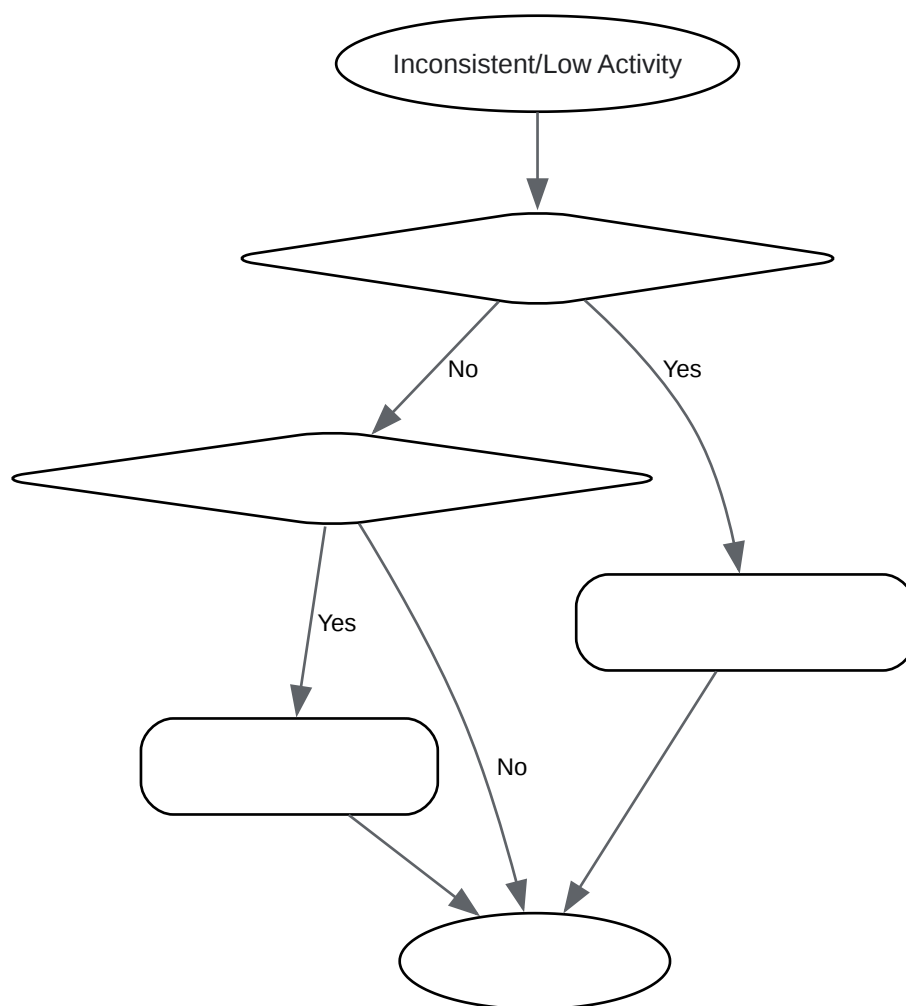 Inconsistent/Low Activity
No
Yes
Yes
No